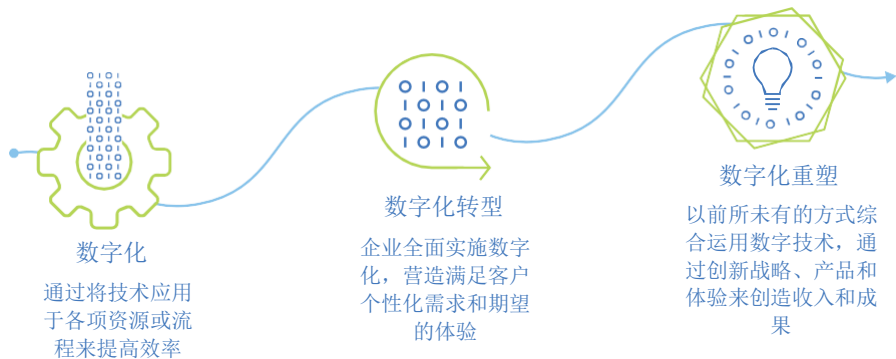 数字化
通过将技术应用
于各项资源或流
程来提高效率
数字化转型
企业全面实施数字
化，营造满足客户
个性化需求和期望
的体验
数字化重塑
以前所未有的方式综
合运用数字技术，通
过创新战略、产品和
体验来创造收入和成
果